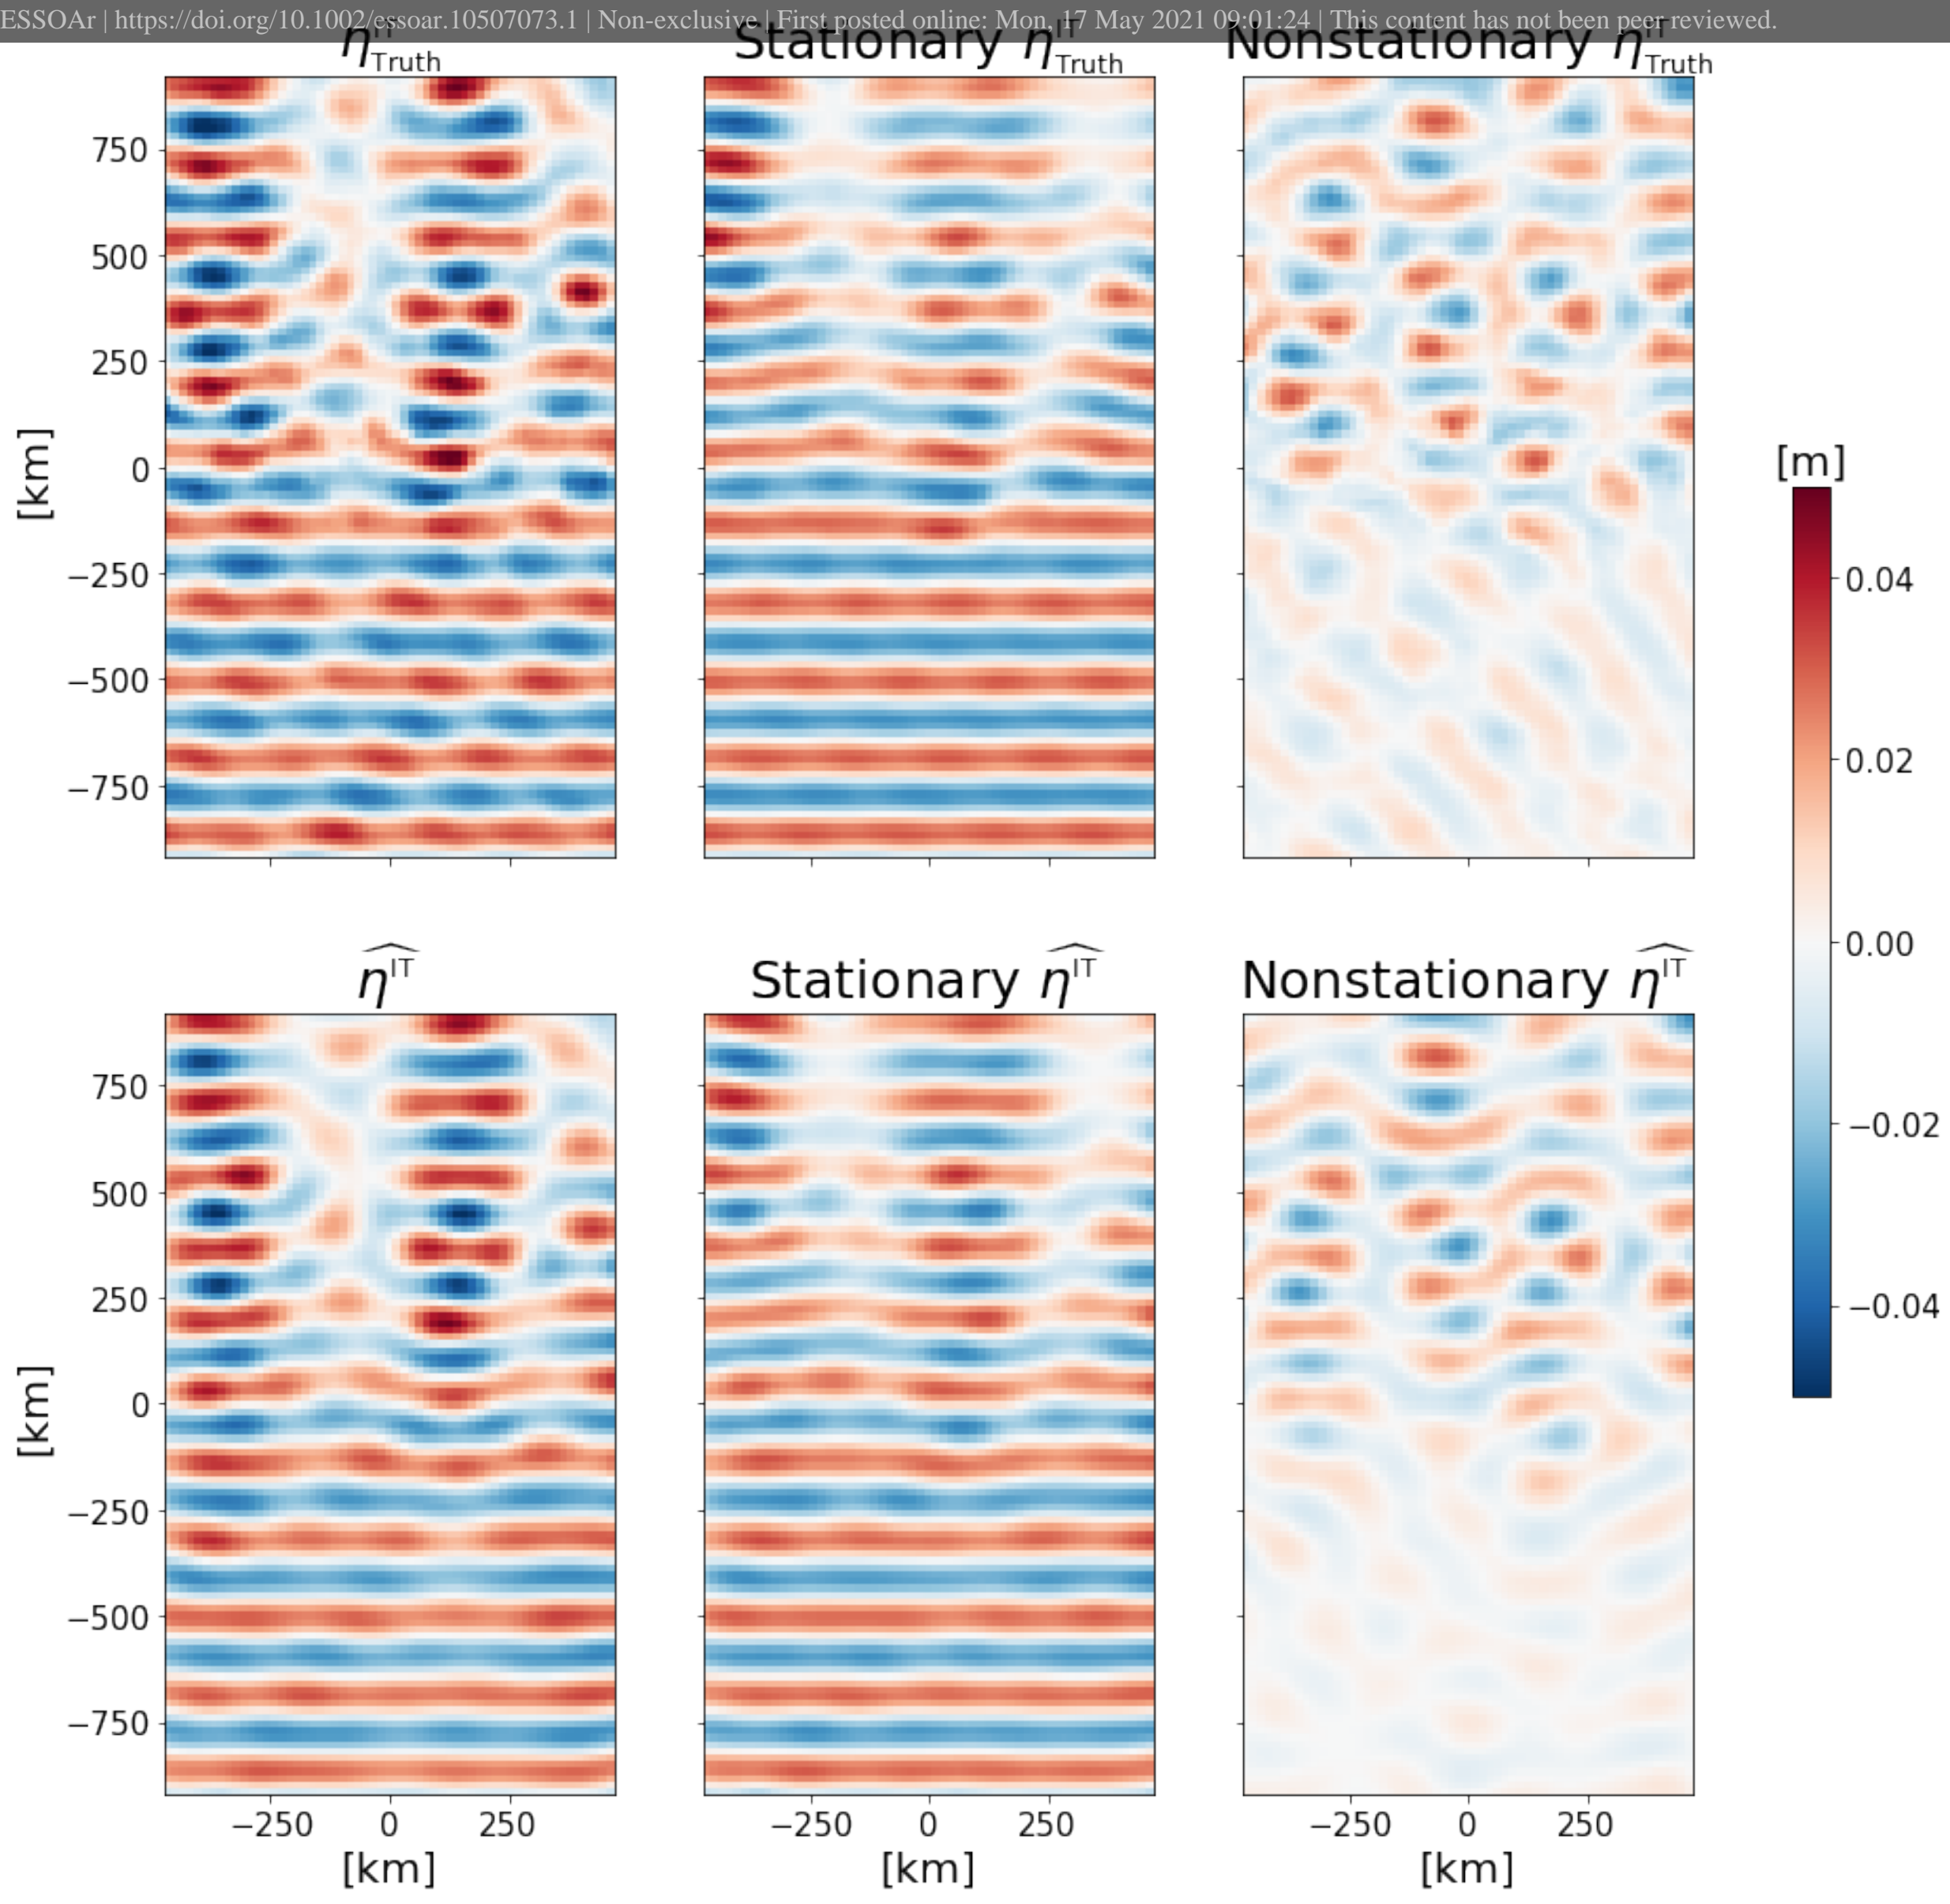 ESSOAr | https://doi.org/10.1002/essoar.10507073.1 | Non-exclusive | First posted online: Mon, 17 May 2021 09:01:24 | This content has not been peer reviewed.
η^IT_Truth Stationary η^IT_Truth Nonstationary η^IT_Truth
750
500
250
0
−250
−500
−750
[km]
[m]
0.04
0.02
0.00
−0.02
−0.04
η^IT Stationary η^IT Nonstationary η^IT
750
500
250
0
−250
−500
−750
[km]
−250 0 250 −250 0 250 −250 0 250
[km] [km] [km]